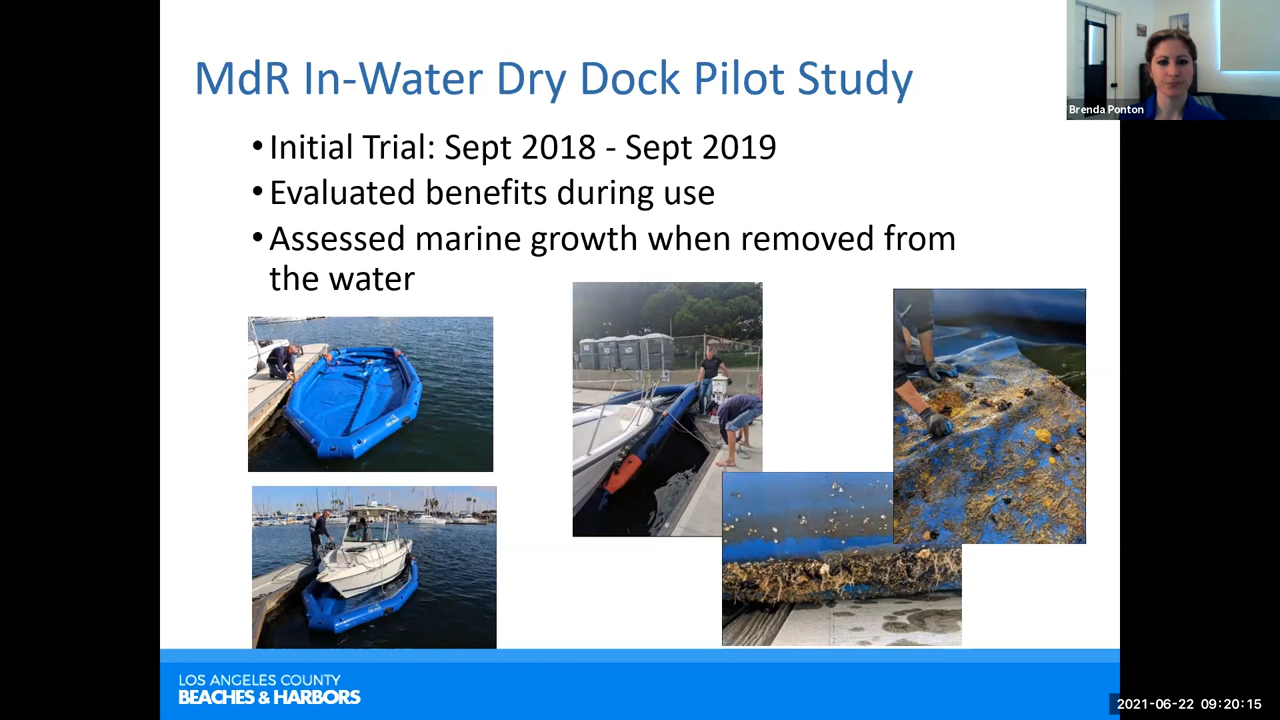 MdR In-Water Dry Dock Pilot Study
Brenda Ponton
• Initial Trial: Sept 2018 - Sept 2019
• Evaluated benefits during use
• Assessed marine growth when removed from
the water
LOS ANGELES COUNTY
BEACHES & HARBORS
2021-06-22 09:20:15